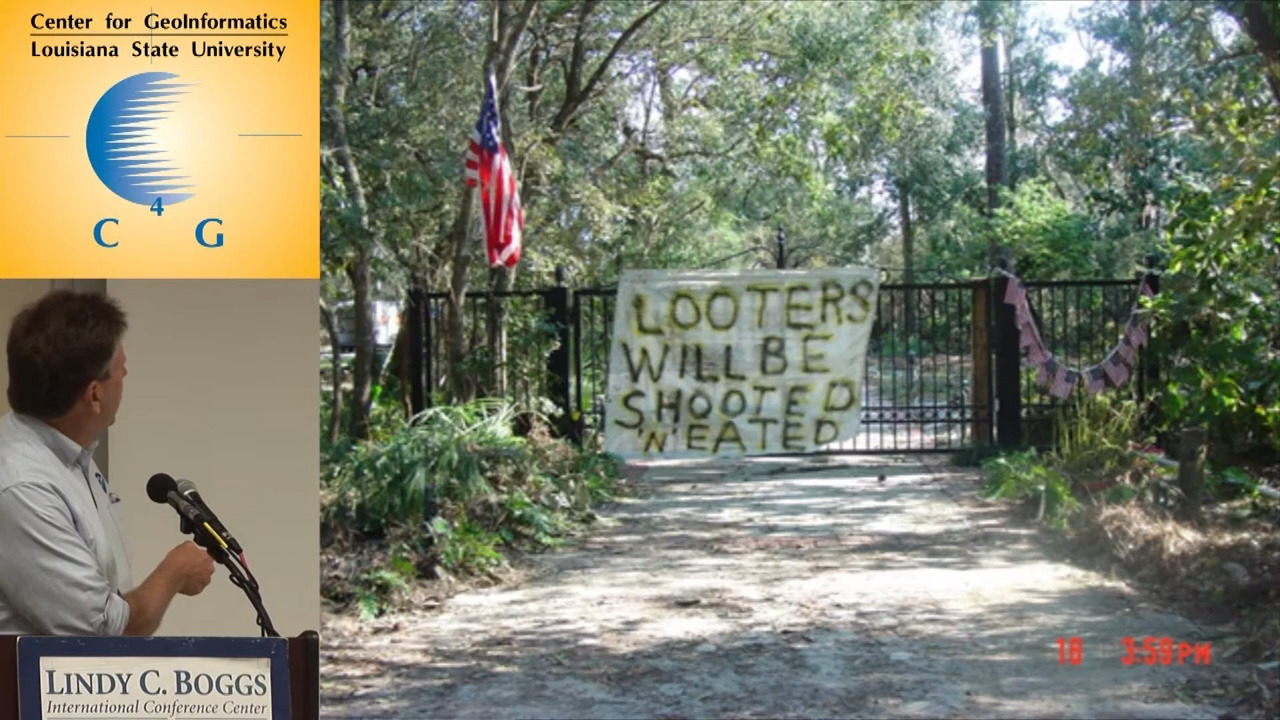 Center for GeoInformatics
Louisiana State University
4
C G
LOOTERS
WILL BE
SHOOTED
'N' EATED
18 3:59PM
LINDY C. BOGGS
International Conference Center